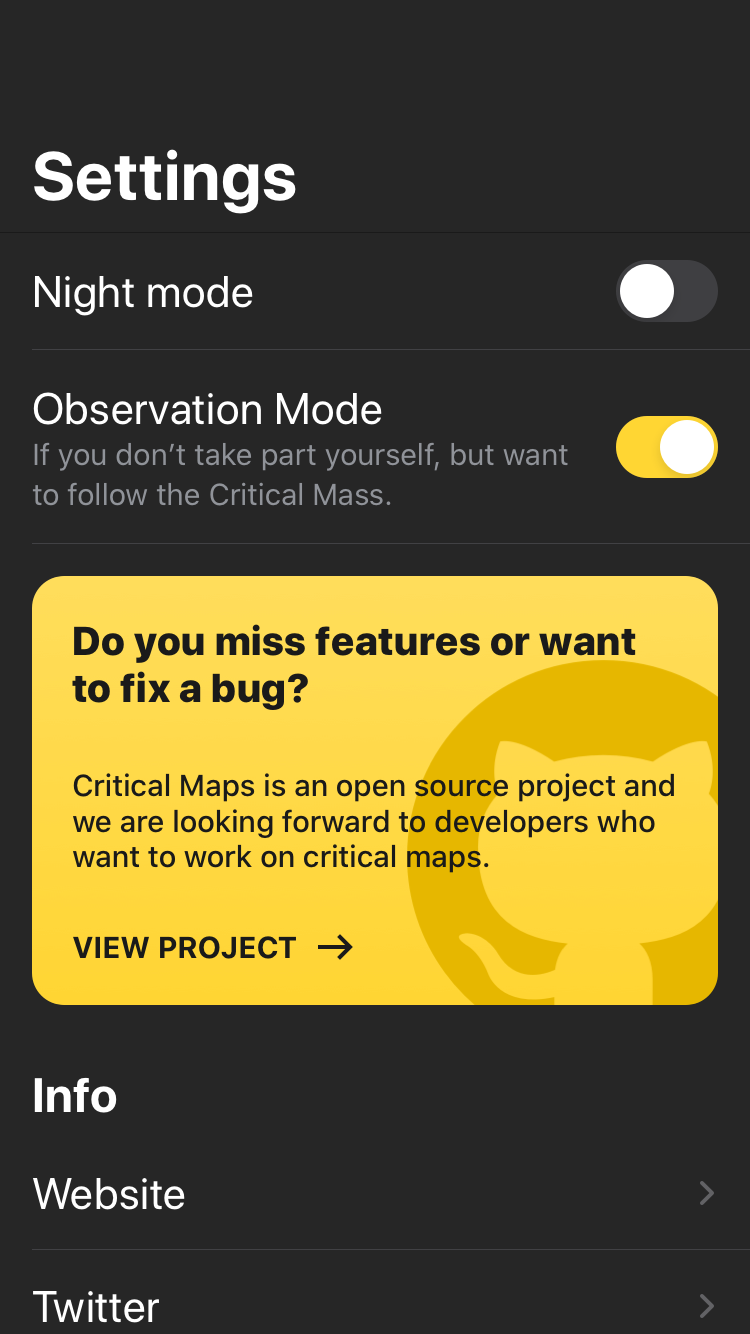 Settings
Night mode
Observation Mode
If you don’t take part yourself, but want
to follow the Critical Mass.
Do you miss features or want
to fix a bug?
Critical Maps is an open source project and
we are looking forward to developers who
want to work on critical maps.
VIEW PROJECT →
Info
Website
Twitter